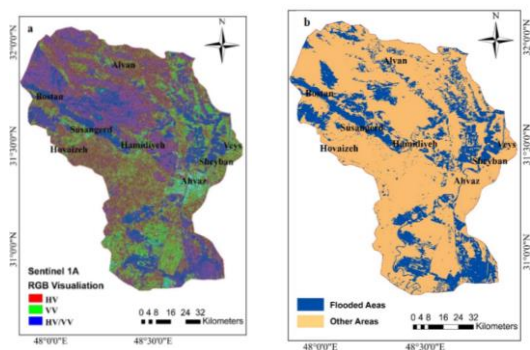 a
N
32°0'0"N
31°30'0"N
31°0'0"N
Alvan
Bostan
Susangerd
Hovaizeh
Hamidiyeh
Veys
Sheyban
Ahvaz
Sentinel 1A
RGB Visualiation
HV
VV
HV/VV
0 4 8 16 24 32
Kilometers
48°0'0"E 48°30'0"E
b
N
32°0'0"N
31°30'0"N
31°0'0"N
Alvan
Bostan
Susangerd
Hovaizeh
Hamidiyeh
Veys
Sheyban
Ahvaz
Flooded Aeas
Other Areas
0 4 8 16 24 32
Kilometers
48°0'0"E 48°30'0"E